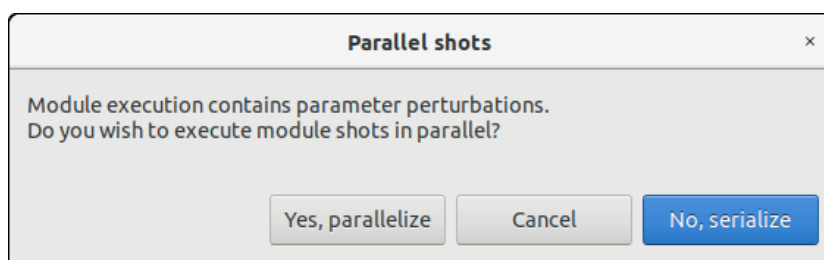 Parallel shots
×
Module execution contains parameter perturbations.
Do you wish to execute module shots in parallel?
Yes, parallelize
Cancel
No, serialize